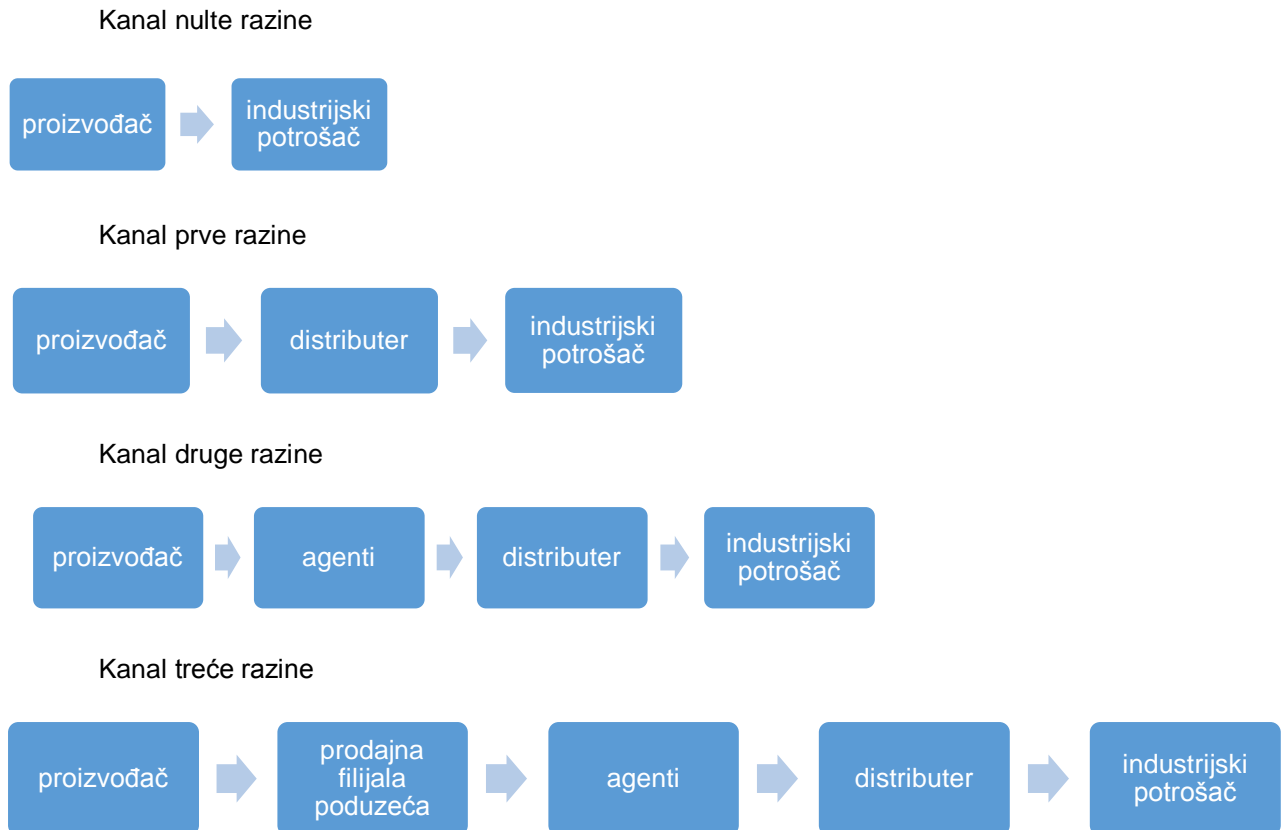 Kanal nulte razine
proizvođač
industrijski
potrošač
Kanal prve razine
proizvođač
distributer
industrijski
potrošač
Kanal druge razine
proizvođač
agenti
distributer
industrijski
potrošač
Kanal treće razine
proizvođač
prodajna
filijala
poduzeća
agenti
distributer
industrijski
potrošač